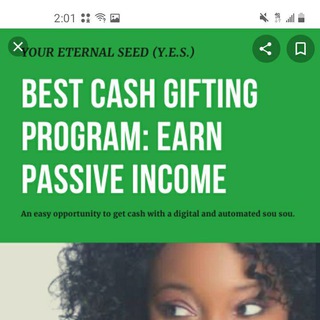 2:01
YOUR ETERNAL SEED (Y.E.S.)
BEST CASH GIFTING
PROGRAM: EARN
PASSIVE INCOME
An easy opportunity to get cash with a digital and automated sou sou.